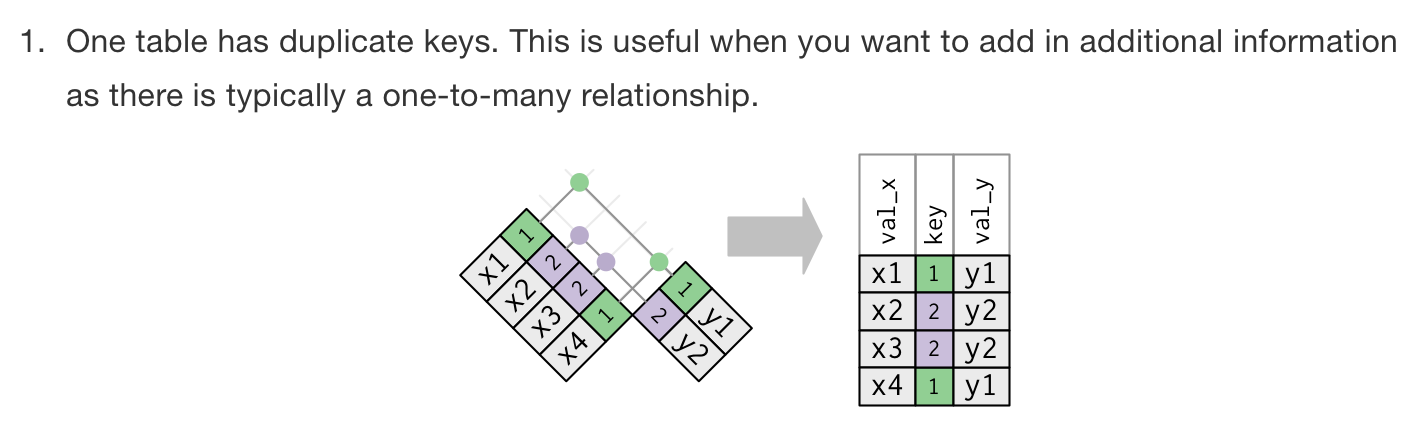 1. One table has duplicate keys. This is useful when you want to add in additional information
as there is typically a one-to-many relationship.
x1 1
x2 2
x3 2
x4 1
1 y1
2 y2
val_x key val_y
x1 1 y1
x2 2 y2
x3 2 y2
x4 1 y1